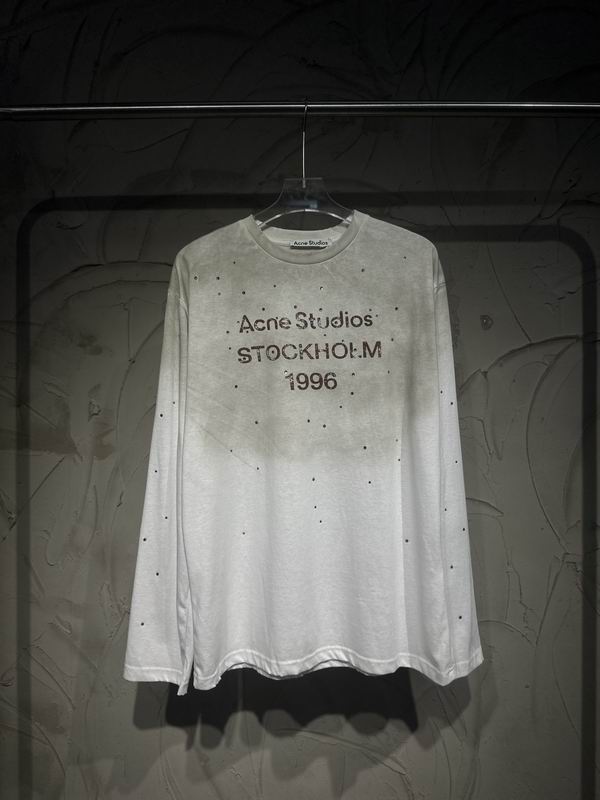 Acne Studios
Acne Studios
STOCKHOLM
1996